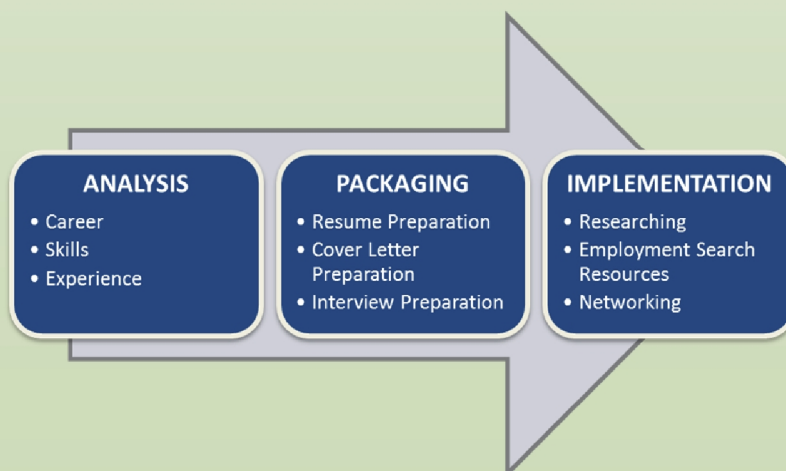 ANALYSIS
• Career
• Skills
• Experience
PACKAGING
• Resume Preparation
• Cover Letter
Preparation
• Interview Preparation
IMPLEMENTATION
• Researching
• Employment Search
Resources
• Networking